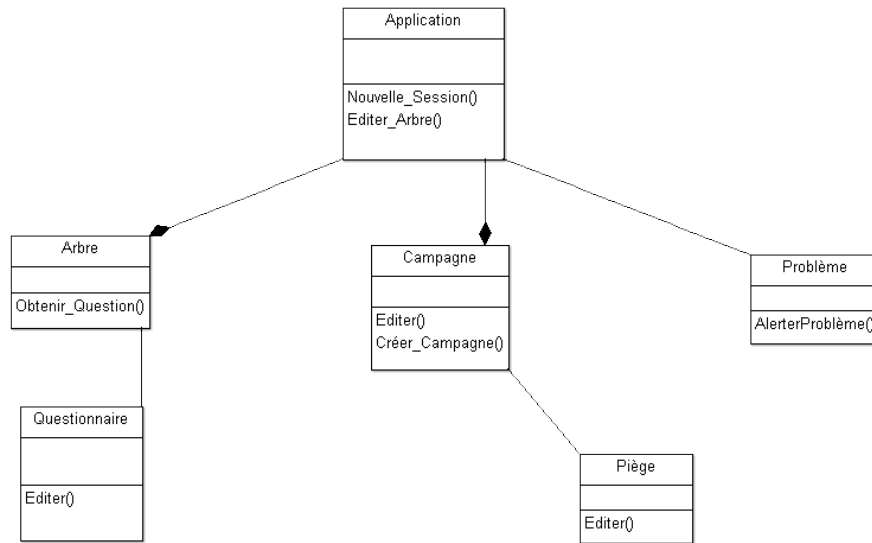 Application
Nouvelle_Session()
Editer_Arbre()
Arbre
Obtenir_Question()
Campagne
Editer()
Créer_Campagne()
Problème
AlerterProblème()
Questionnaire
Editer()
Piège
Editer()